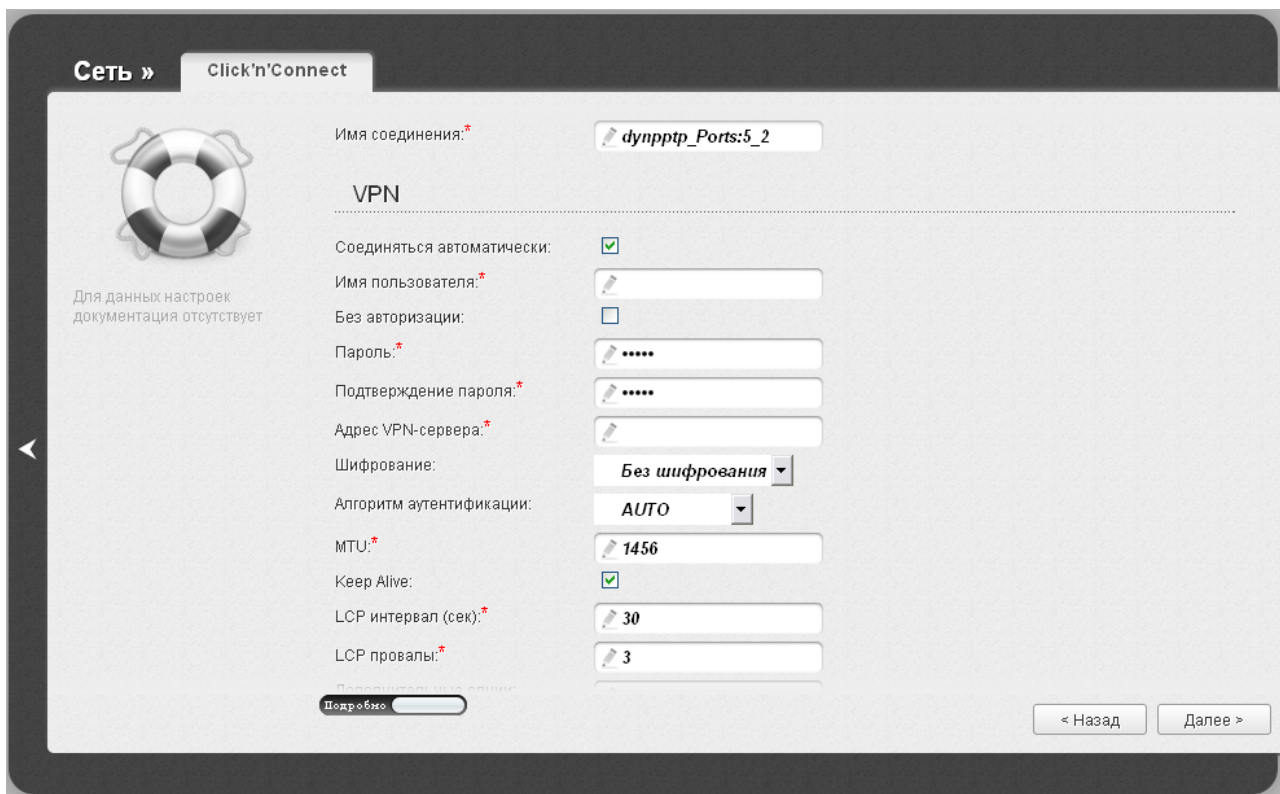 Сеть »
Click'n'Connect
Имя соединения:*
dynpptp_Ports:5_2
VPN
Соединяться автоматически:
Имя пользователя:*
Для данных настроек
документация отсутствует
Без авторизации:
Пароль:*
•••••
Подтверждение пароля:*
•••••
Адрес VPN-сервера:*
Шифрование:
Без шифрования
Алгоритм аутентификации:
AUTO
MTU:*
1456
Keep Alive:
LCP интервал (сек):*
30
LCP провалы:*
3
Дополнительные опции:
Подробно
< Назад
Далее >